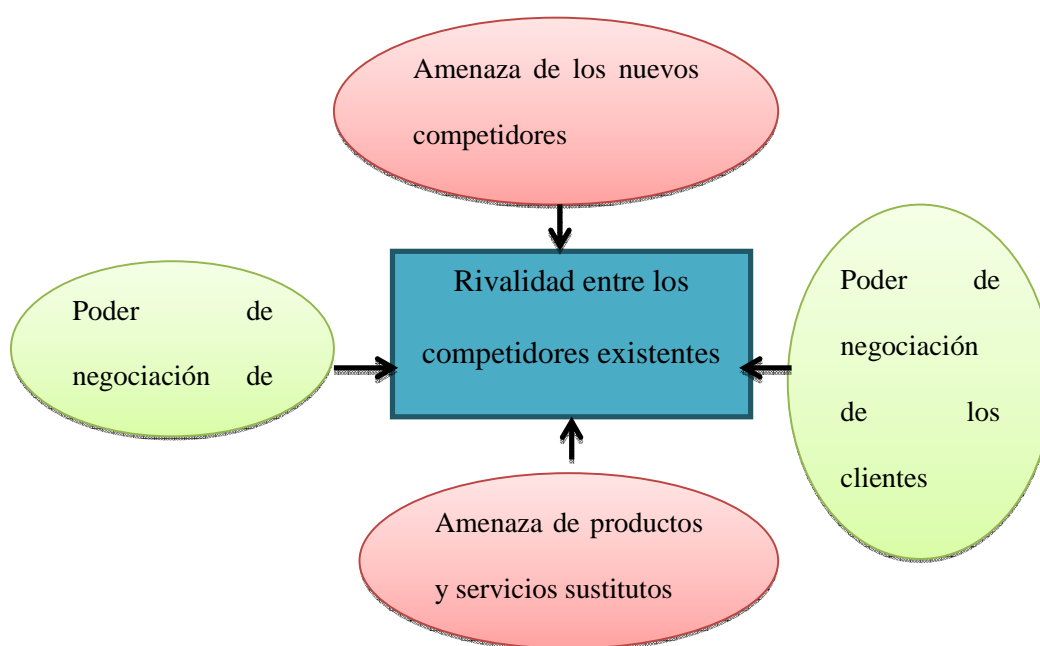 Amenaza de los nuevos
competidores
Rivalidad entre los
competidores existentes
Poder de
negociación de
Poder de
negociación
de los
clientes
Amenaza de productos
y servicios sustitutos